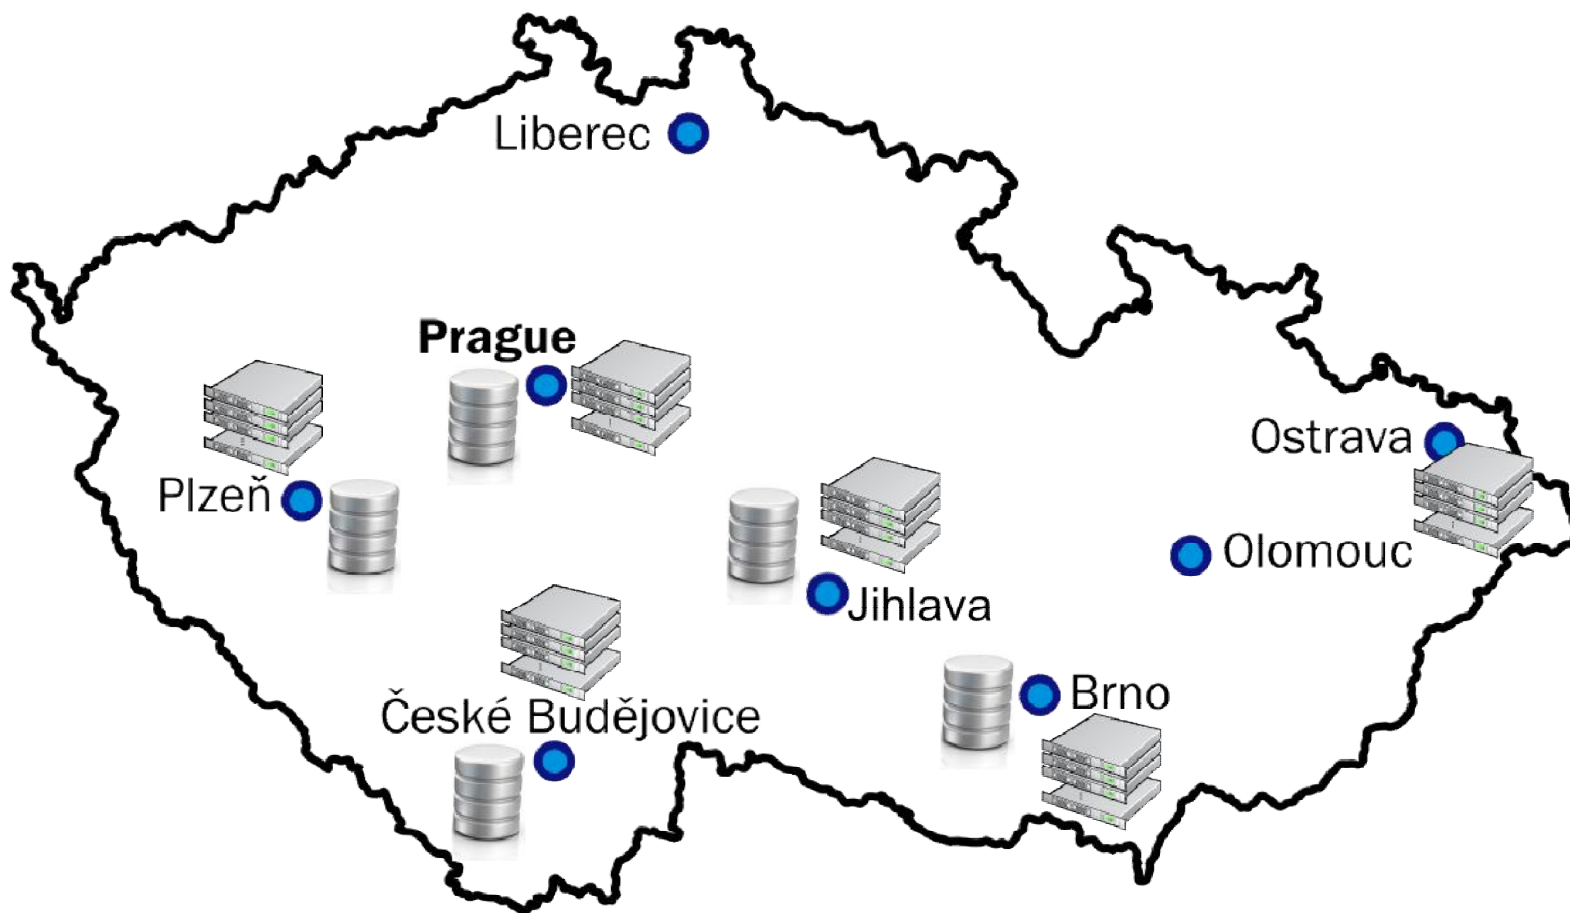 Liberec
Prague
Ostrava
Plzeň
Olomouc
Jihlava
Brno
České Budějovice